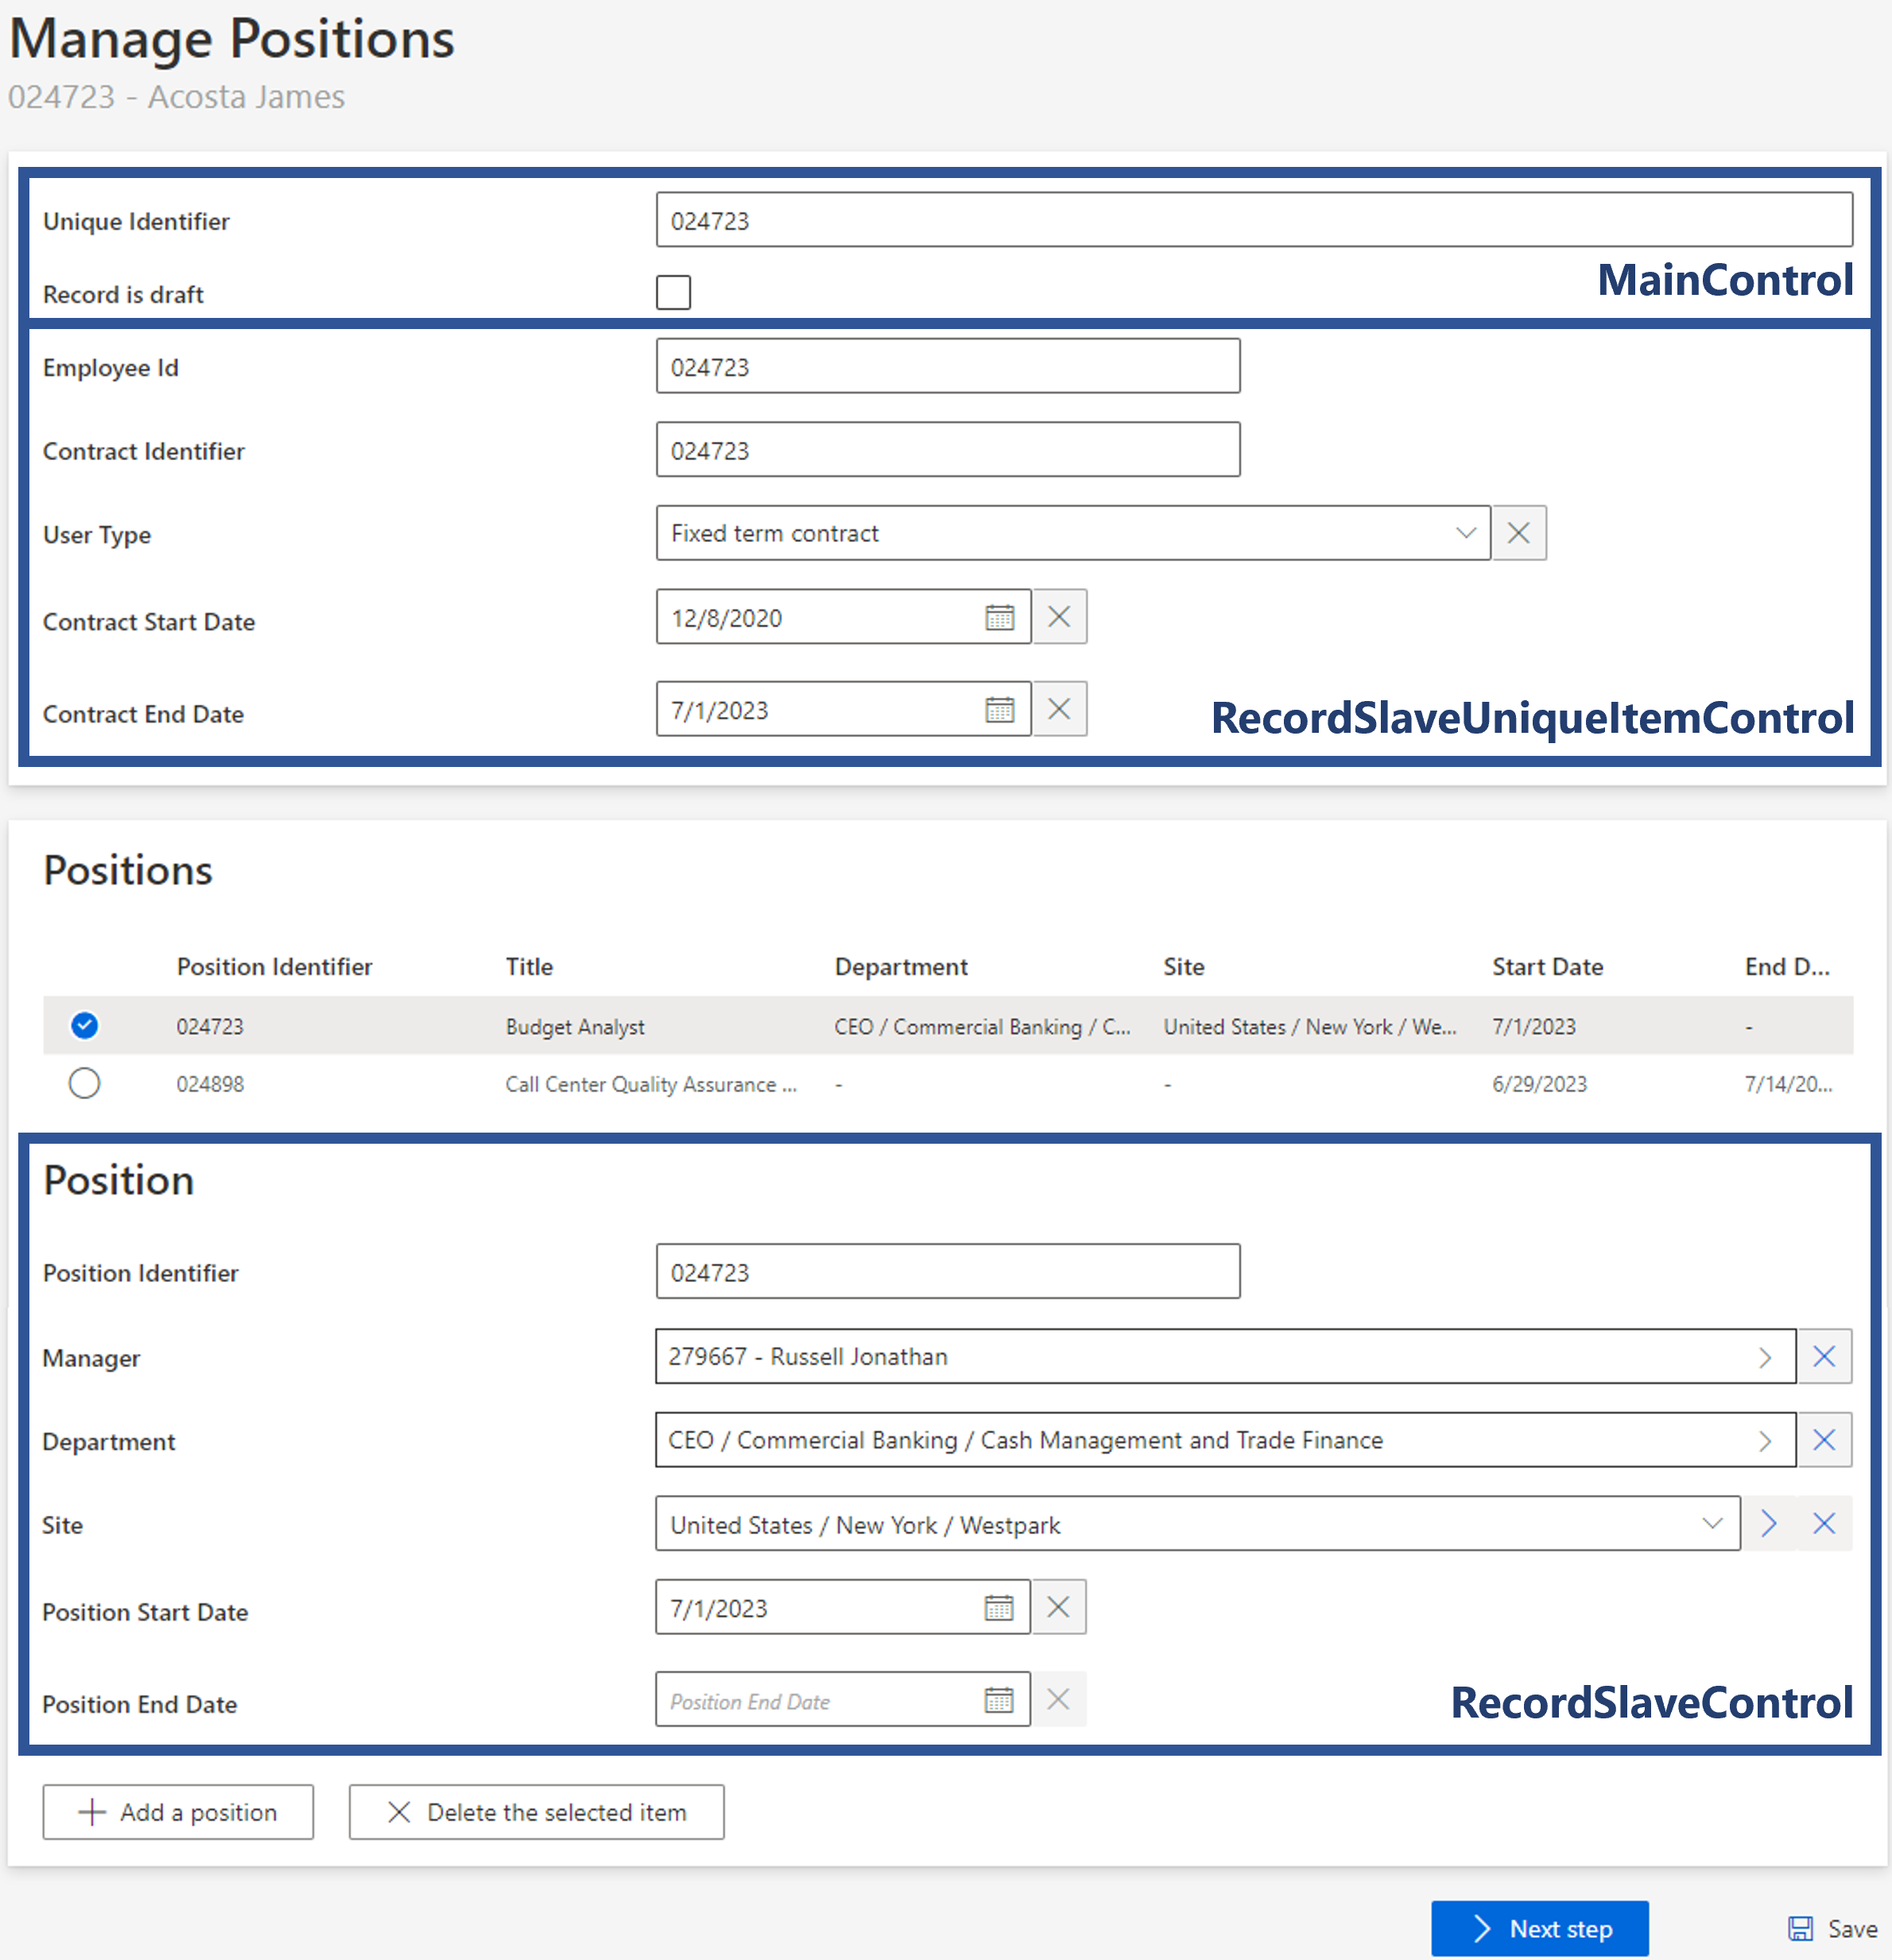 Manage Positions
024723 - Acosta James
Unique Identifier 024723
Record is draft
MainControl
Employee Id 024723
Contract Identifier 024723
User Type Fixed term contract
Contract Start Date 12/8/2020
Contract End Date 7/1/2023
RecordSlaveUniqueItemControl
Positions
Position Identifier Title Department Site Start Date End D...
024723 Budget Analyst CEO / Commercial Banking / C... United States / New York / We... 7/1/2023 -
024898 Call Center Quality Assurance ... - - 6/29/2023 7/14/20...
Position
Position Identifier 024723
Manager 279667 - Russell Jonathan
Department CEO / Commercial Banking / Cash Management and Trade Finance
Site United States / New York / Westpark
Position Start Date 7/1/2023
Position End Date Position End Date
RecordSlaveControl
Add a position Delete the selected item
Next step Save